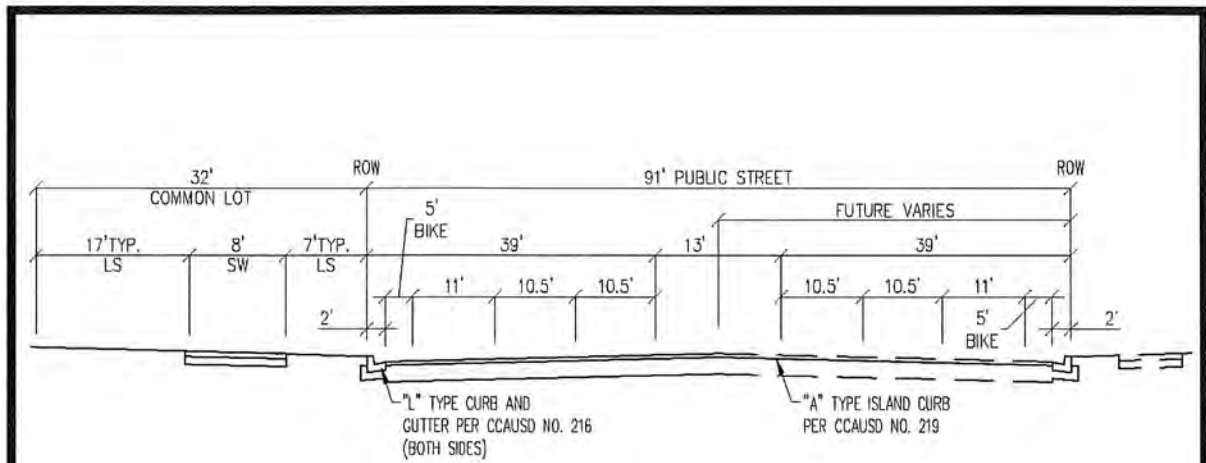 32'
COMMON LOT
ROW
91' PUBLIC STREET
ROW
5'
BIKE
FUTURE VARIES
17'TYP.
LS
8'
SW
7'TYP.
LS
39'
13'
39'
11'
10.5'
10.5'
10.5'
10.5'
11'
2'
5'
BIKE
2'
"L" TYPE CURB AND
GUTTER PER CCAUSD NO. 216
(BOTH SIDES)
"A" TYPE ISLAND CURB
PER CCAUSD NO. 219